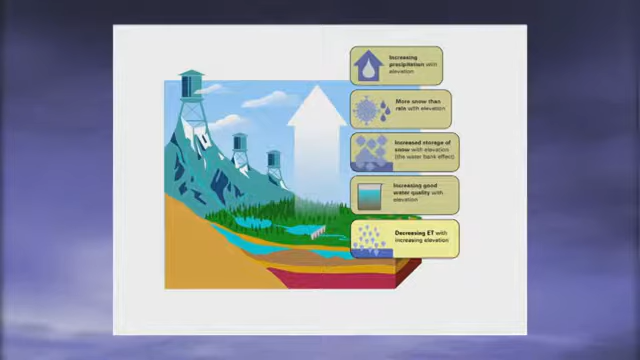 Increasing
precipitation with
elevation
More snow than
rain with elevation
Increased storage of
snow with elevation
(the water bank effect)
Increasing good
water quality with
elevation
Decreasing ET with
increasing elevation